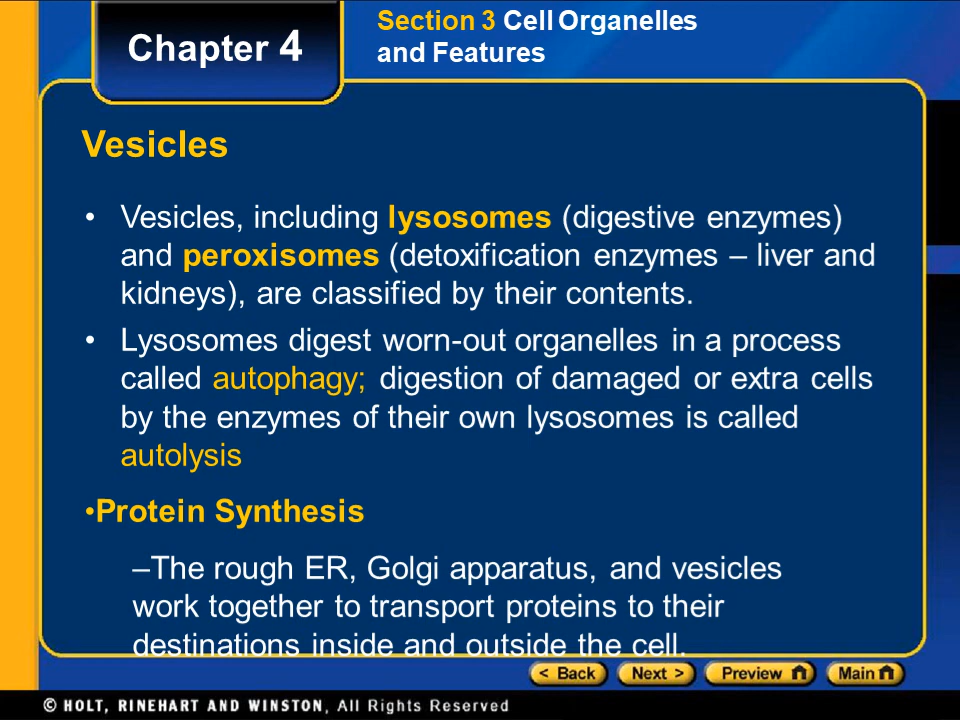 Chapter 4
Section 3 Cell Organelles
and Features
Vesicles
• Vesicles, including lysosomes (digestive enzymes)
and peroxisomes (detoxification enzymes – liver and
kidneys), are classified by their contents.
• Lysosomes digest worn-out organelles in a process
called autophagy; digestion of damaged or extra cells
by the enzymes of their own lysosomes is called
autolysis
•Protein Synthesis
–The rough ER, Golgi apparatus, and vesicles
work together to transport proteins to their
destinations inside and outside the cell.
< Back Next > Preview Main
© HOLT, RINEHART AND WINSTON, All Rights Reserved